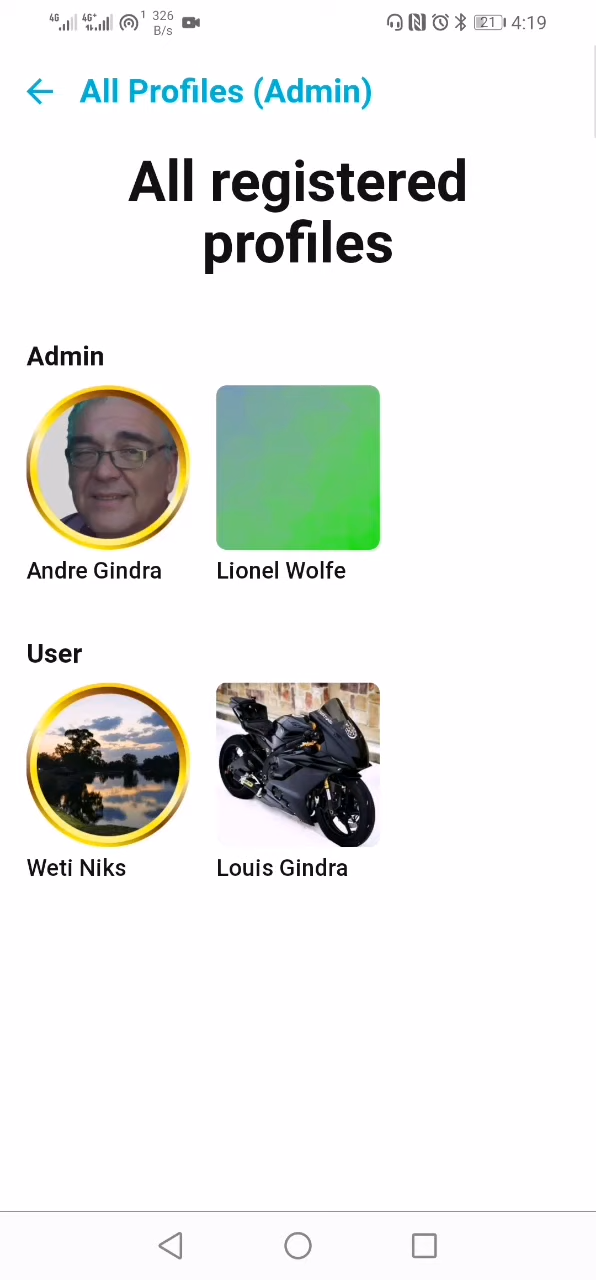 4G 4G+ 1 326 B/s 21 4:19
All Profiles (Admin)
All registered
profiles
Admin
Andre Gindra
Lionel Wolfe
User
Weti Niks
Louis Gindra